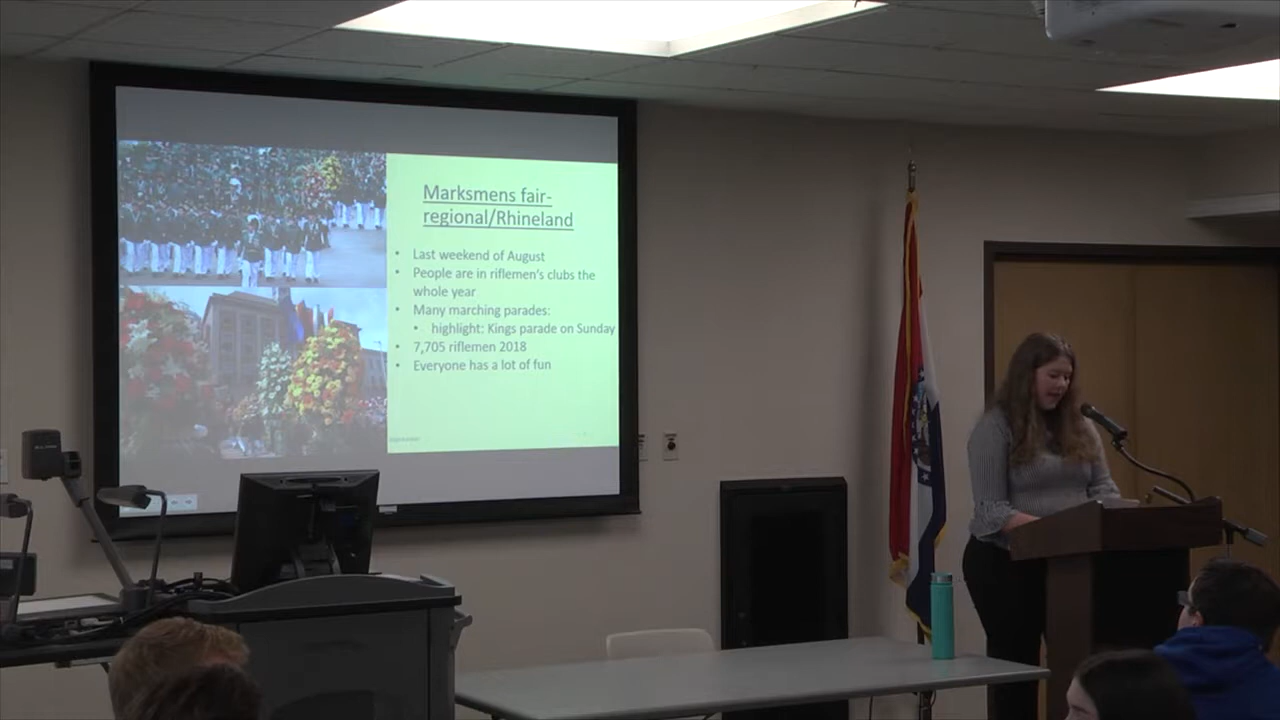 Marksmens fair-
regional/Rhineland
• Last weekend of August
• People are in riflemen's clubs the
whole year
• Many marching parades:
• highlight: Kings parade on Sunday
• 7,705 riflemen 2018
• Everyone has a lot of fun